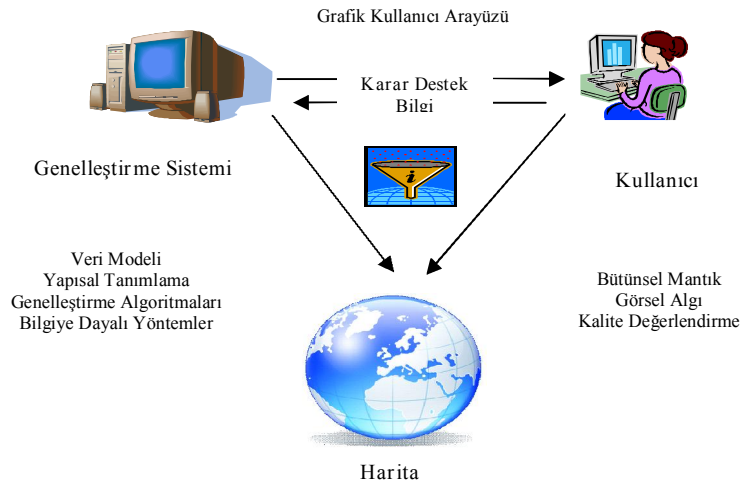 Grafik Kullanıcı Arayüzü
Karar Destek
Bilgi
i
Genelleştirme Sistemi
Kullanıcı
Veri Modeli
Yapısal Tanımlama
Genelleştirme Algoritmaları
Bilgiye Dayalı Yöntemler
Bütünsel Mantık
Görsel Algı
Kalite Değerlendirme
Harita